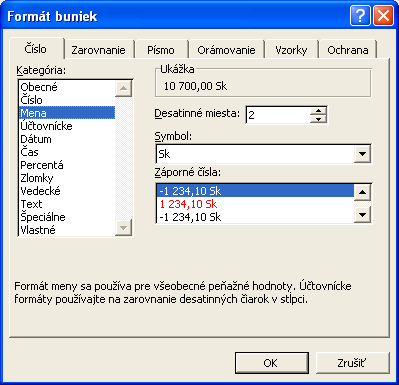 Formát buniek
Číslo Zarovnanie Písmo Orámovanie Vzorky Ochrana
Kategória:
Obecné
Číslo
Mena
Účtovnícke
Dátum
Čas
Percentá
Zlomky
Vedecké
Text
Špeciálne
Vlastné
Ukážka
10 700,00 Sk
Desatinné miesta: 2
Symbol:
Sk
Záporné čísla:
-1 234,10 Sk
1 234,10 Sk
-1 234,10 Sk
Formát meny sa používa pre všeobecné peňažné hodnoty. Účtovnícke
formáty používajte na zarovnanie desatinných čiarok v stĺpci.
OK Zrušiť